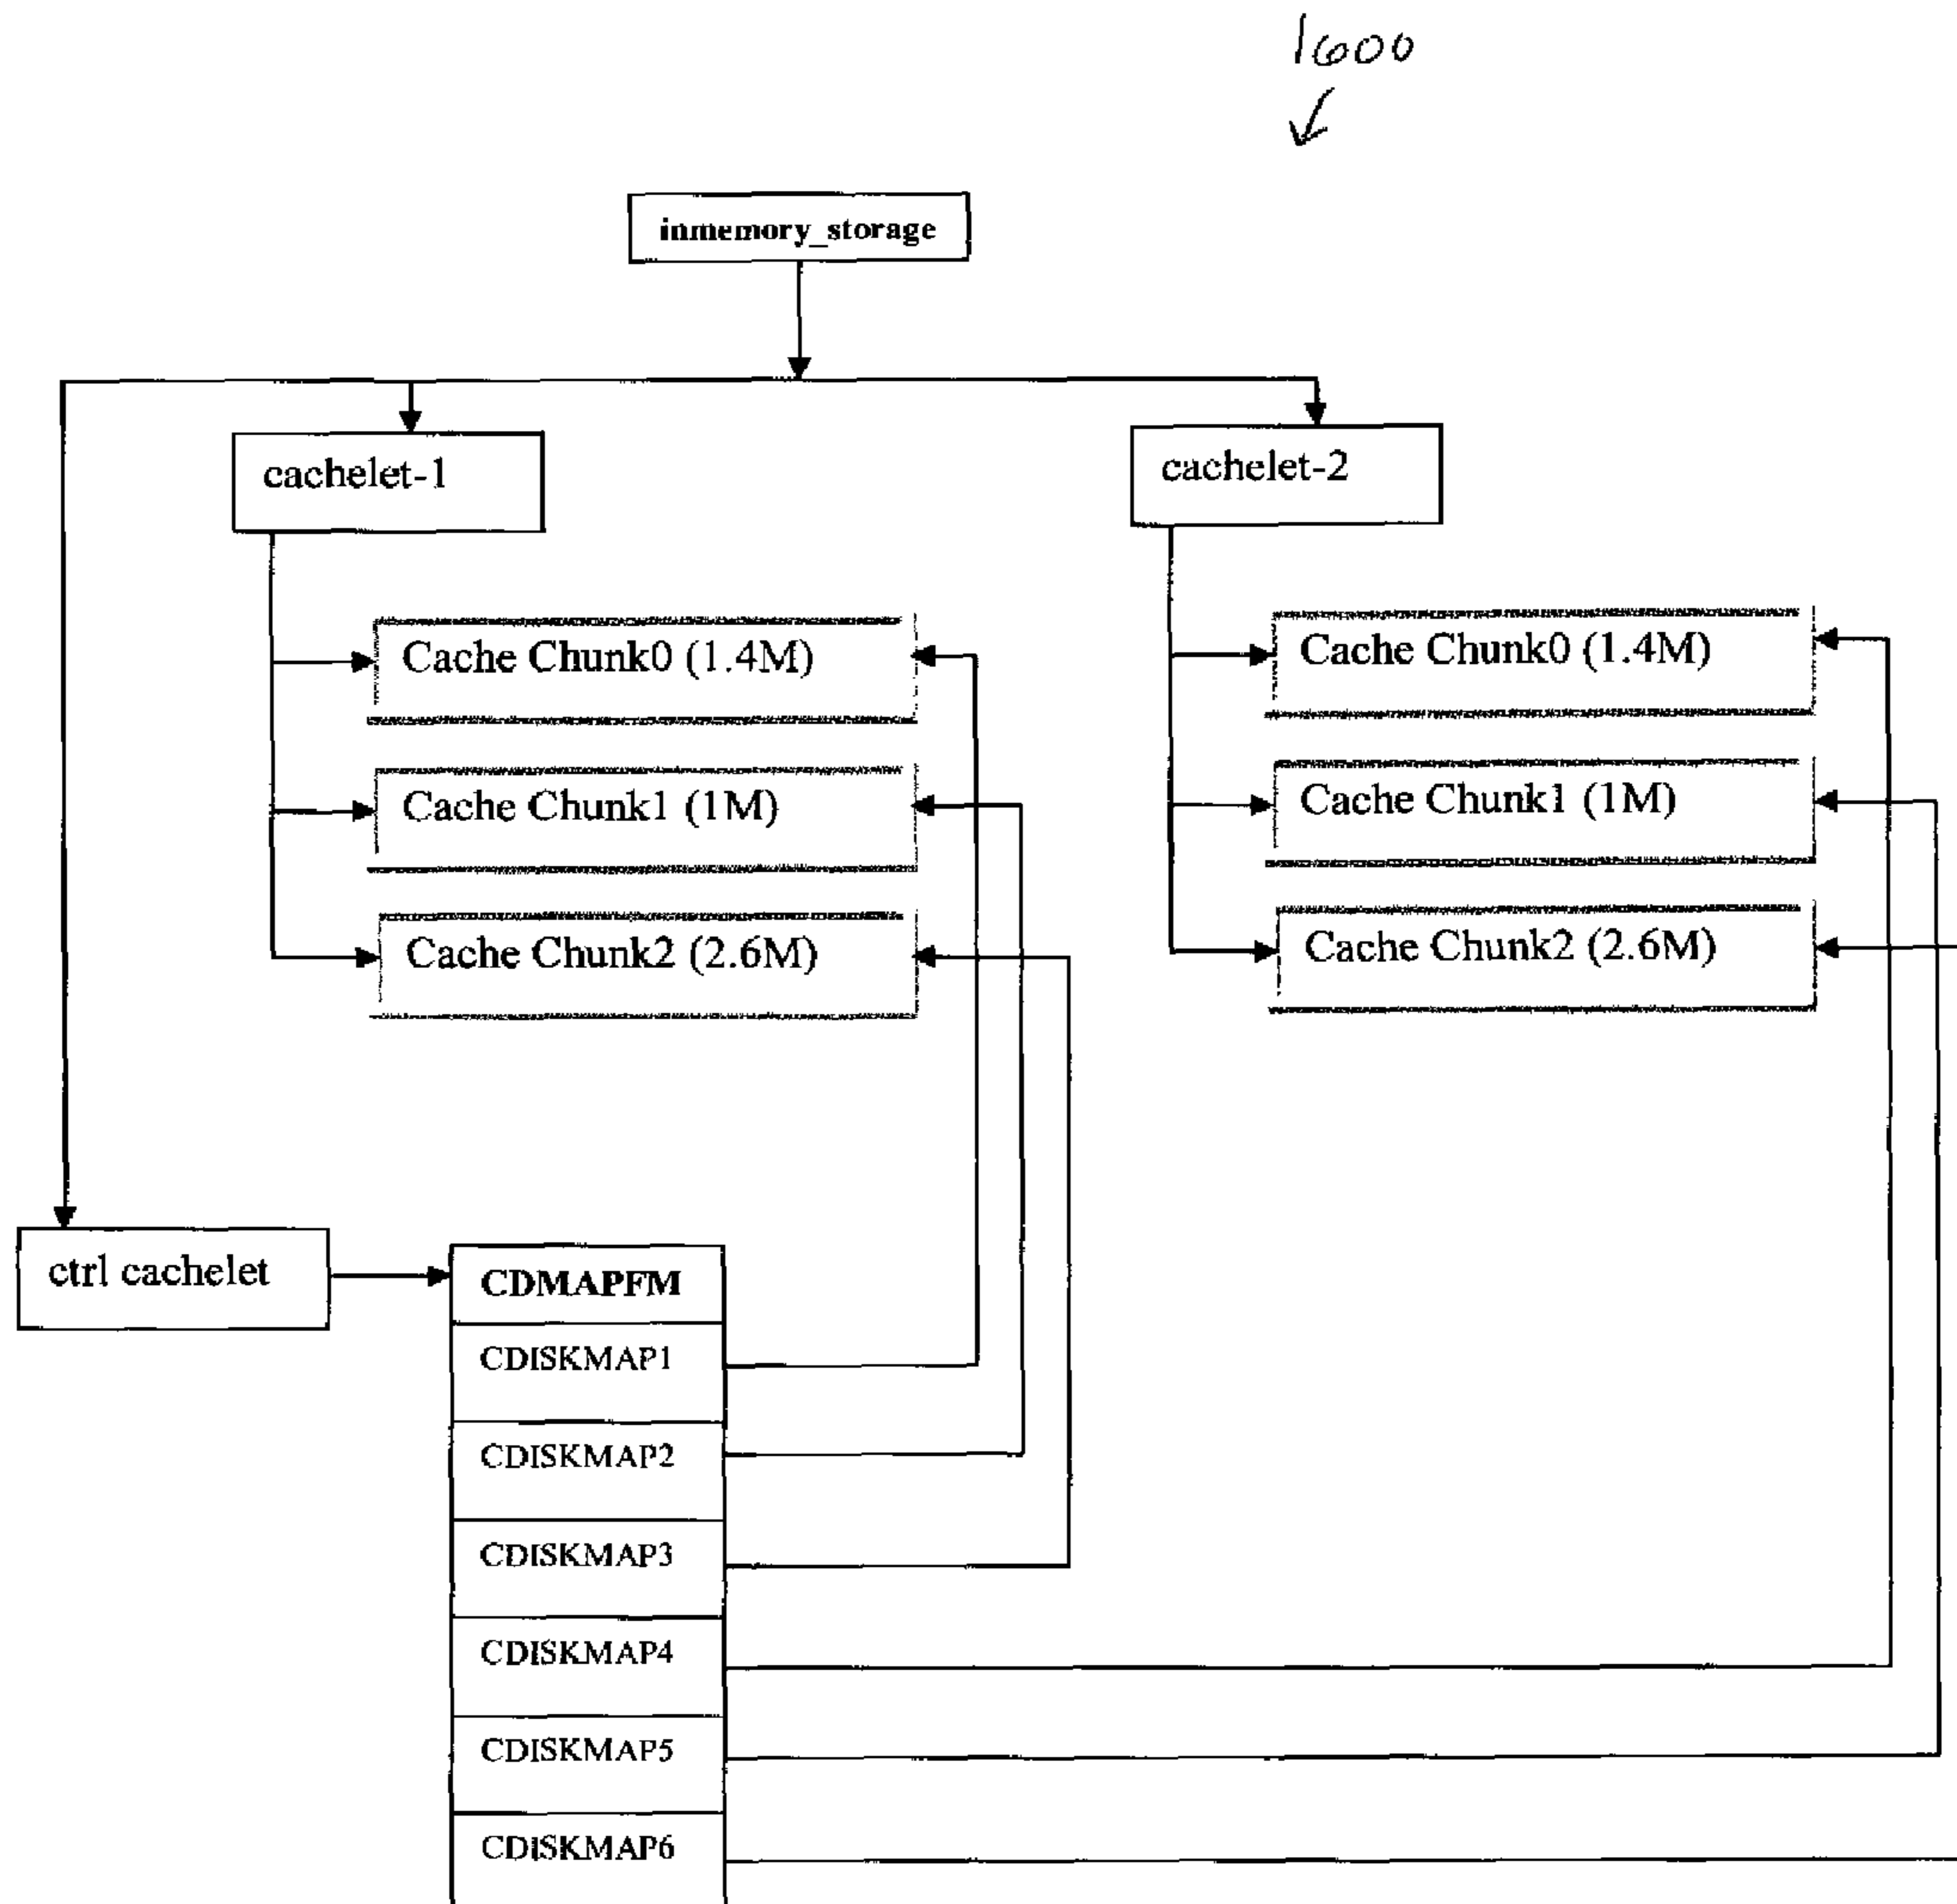 1600
inmemory_storage
cachelet-1
cachelet-2
Cache Chunk0 (1.4M)
Cache Chunk0 (1.4M)
Cache Chunk1 (1M)
Cache Chunk1 (1M)
Cache Chunk2 (2.6M)
Cache Chunk2 (2.6M)
ctrl cachelet
CDMAPFM
CDISKMAP1
CDISKMAP2
CDISKMAP3
CDISKMAP4
CDISKMAP5
CDISKMAP6